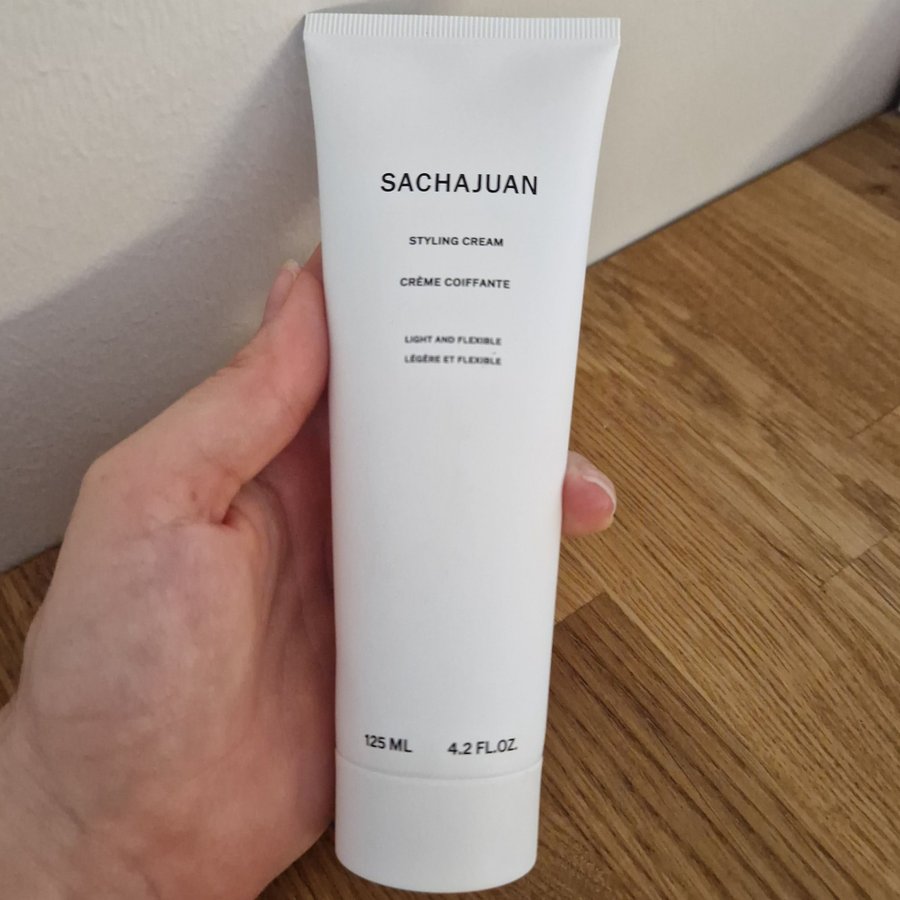 SACHAJUAN
STYLING CREAM
CRÈME COIFFANTE
LIGHT AND FLEXIBLE
LÉGÈRE ET FLEXIBLE
125 ML 4.2 FL.OZ.